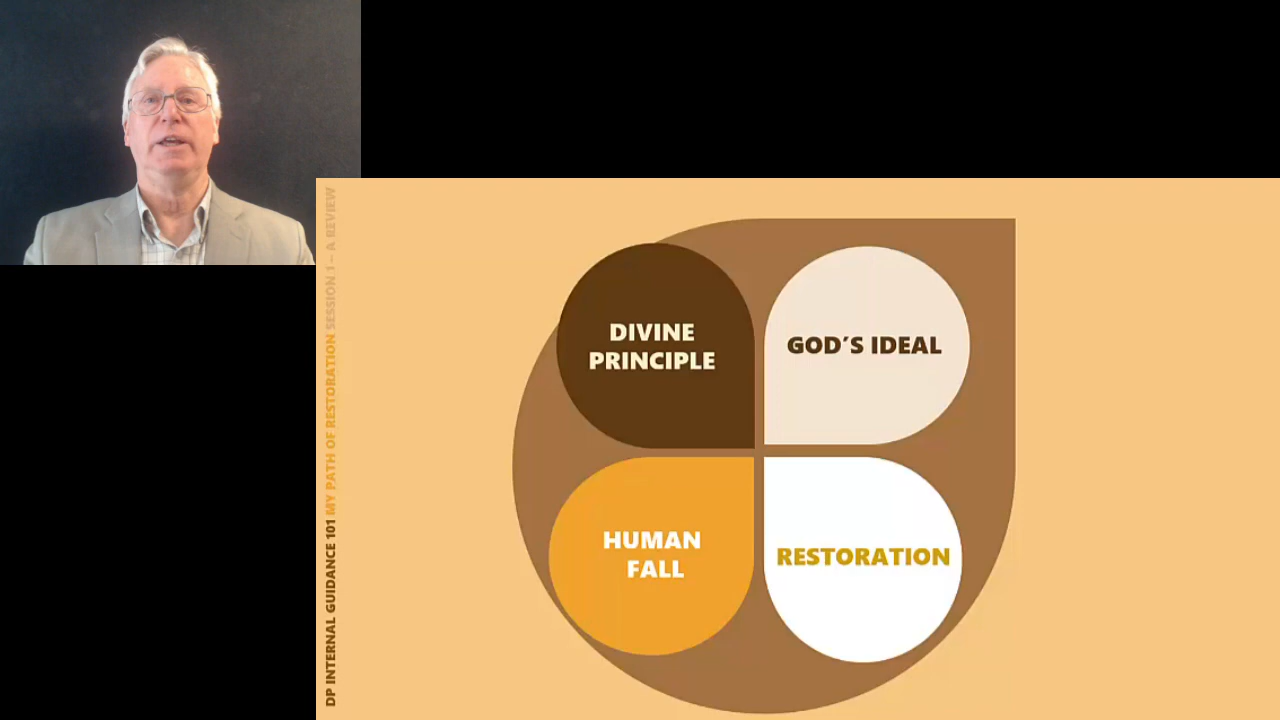 DP INTERNAL GUIDANCE 101 MY PATH OF RESTORATION SESSION 1 – A REVIEW
DIVINE
PRINCIPLE
GOD'S IDEAL
HUMAN
FALL
RESTORATION